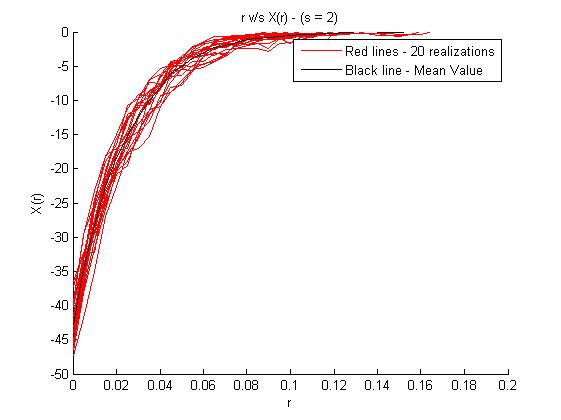 r v/s X(r) - (s = 2)
Red lines - 20 realizations
Black line - Mean Value
0
-5
-10
-15
-20
-25
-30
-35
-40
-45
-50
X(r)
0 0.02 0.04 0.06 0.08 0.1 0.12 0.14 0.16 0.18 0.2
r